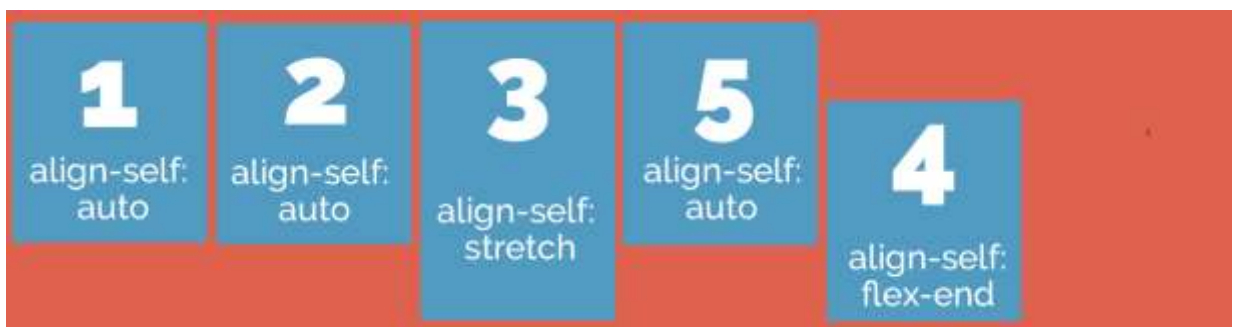 1
align-self:
auto
2
align-self:
auto
3
align-self:
stretch
5
align-self:
auto
4
align-self:
flex-end